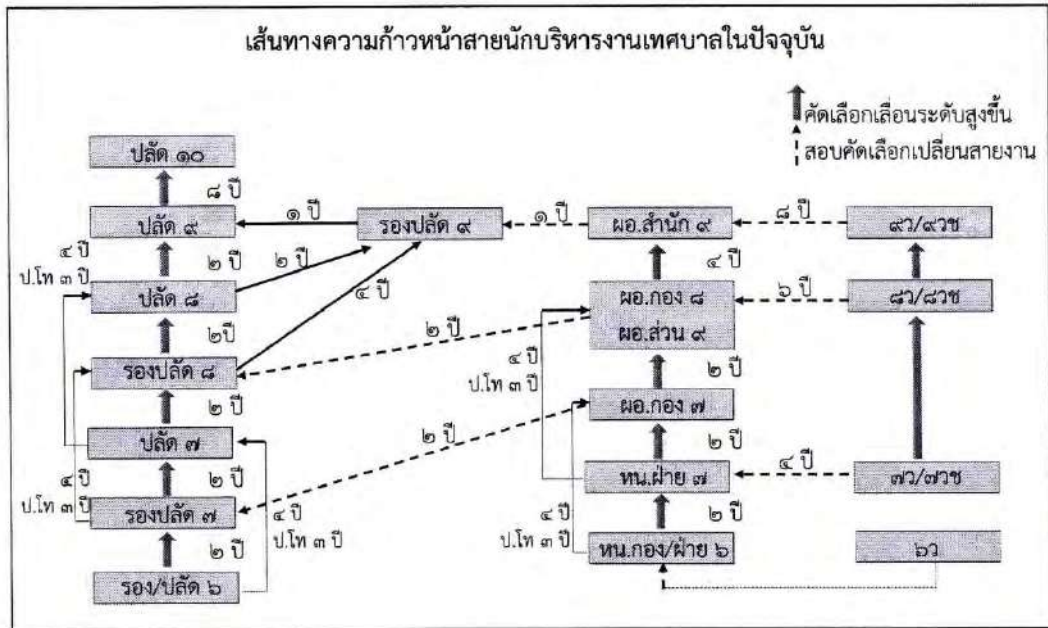 เส้นทางความก้าวหน้าสายนักบริหารงานเทศบาลในปัจจุบัน
คัดเลือกเลื่อนระดับสูงขึ้น
สอบคัดเลือกเปลี่ยนสายงาน
ปลัด ๑๐
๘ ปี
ปลัด ๙
๑ ปี
รองปลัด ๙
๑ ปี
ผอ.สำนัก ๙
๘ ปี
๙ว/๙วช
๔ ปี
ป.โท ๓ ปี
๒ ปี
๒ ปี
๔ ปี
๔ ปี
ปลัด ๘
ผอ.กอง ๘
ผอ.ส่วน ๙
๖ ปี
๘ว/๘วช
๒ปี
๒ ปี
รองปลัด ๘
๔ ปี
ป.โท ๓ ปี
๒ ปี
๒ ปี
ผอ.กอง ๗
ปลัด ๗
๒ ปี
๒ ปี
๔ ปี
ป.โท ๓ ปี
๒ ปี
หน.ฝ่าย ๗
๔ ปี
๗ว/๗วช
รองปลัด ๗
๔ ปี
ป.โท ๓ ปี
๔ ปี
ป.โท ๓ ปี
๒ ปี
๒ ปี
หน.กอง/ฝ่าย ๖
๖ว
รอง/ปลัด ๖